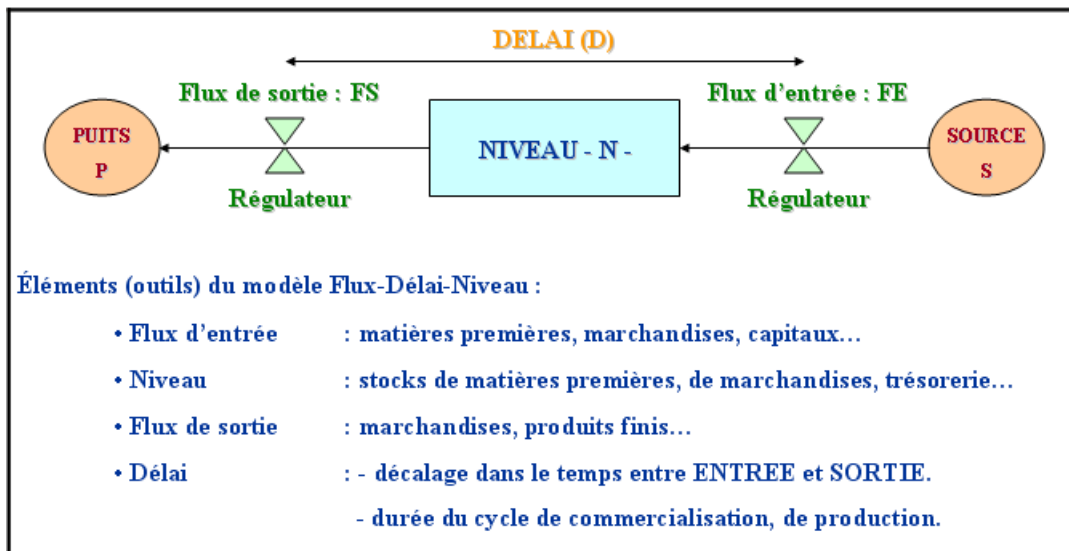 DELAI (D)
Flux de sortie : FS
Flux d'entrée : FE
PUITS
P
NIVEAU - N -
SOURCE
S
Régulateur
Régulateur
Éléments (outils) du modèle Flux-Délai-Niveau :
• Flux d'entrée : matières premières, marchandises, capitaux…
• Niveau : stocks de matières premières, de marchandises, trésorerie…
• Flux de sortie : marchandises, produits finis…
• Délai : - décalage dans le temps entre ENTREE et SORTIE.
- durée du cycle de commercialisation, de production.